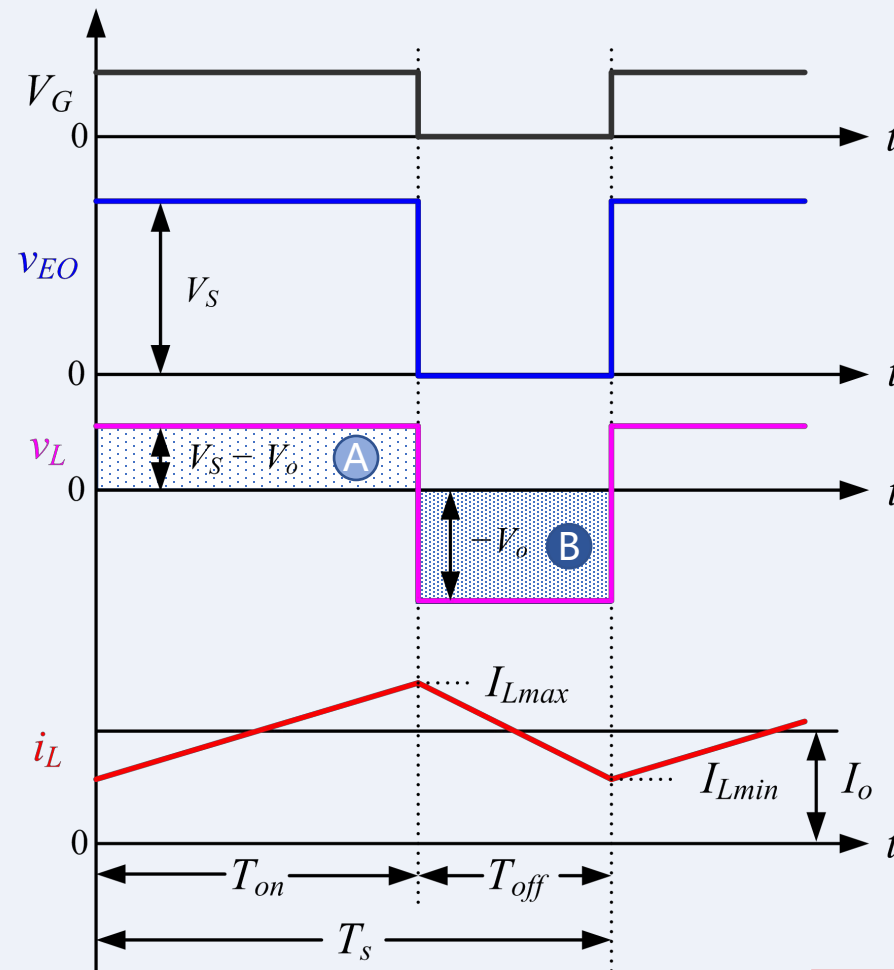 V_G
0
t
v_EO
V_S
0
t
v_L
V_S − V_o
A
0
t
−V_o
B
I_Lmax
i_L
I_Lmin
I_o
0
t
T_on
T_off
T_s